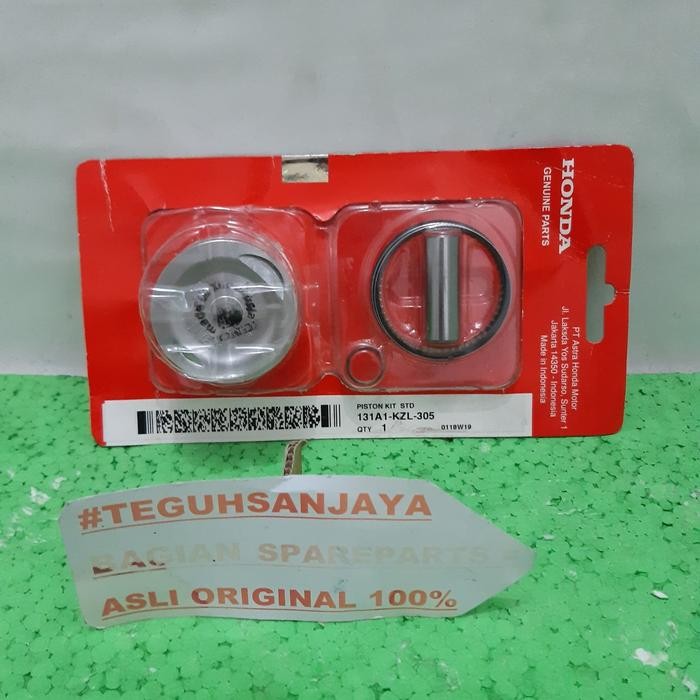 HONDA
GENUINE PARTS
PT Astra Honda Motor
Jl. Laksda Yos Sudarso, Sunter 1
Jakarta 14350 - Indonesia
Made in Indonesia
PISTON KIT STD
131A1-KZL-305
QTY 1
0118W19
#TEGUHSANJAYA
BAGIAN SPAREPARTS
ASLI ORIGINAL 100%